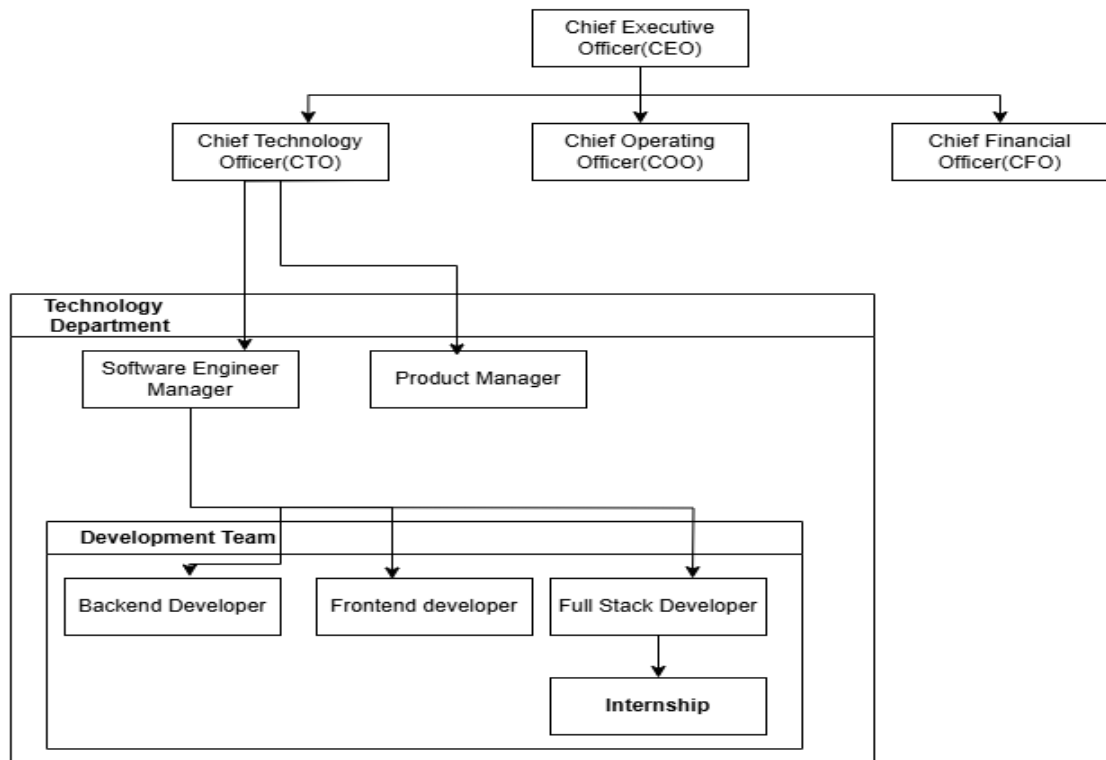 Chief Executive
Officer(CEO)
Chief Technology
Officer(CTO)
Chief Operating
Officer(COO)
Chief Financial
Officer(CFO)
Technology
Department
Software Engineer
Manager
Product Manager
Development Team
Backend Developer
Frontend developer
Full Stack Developer
Internship